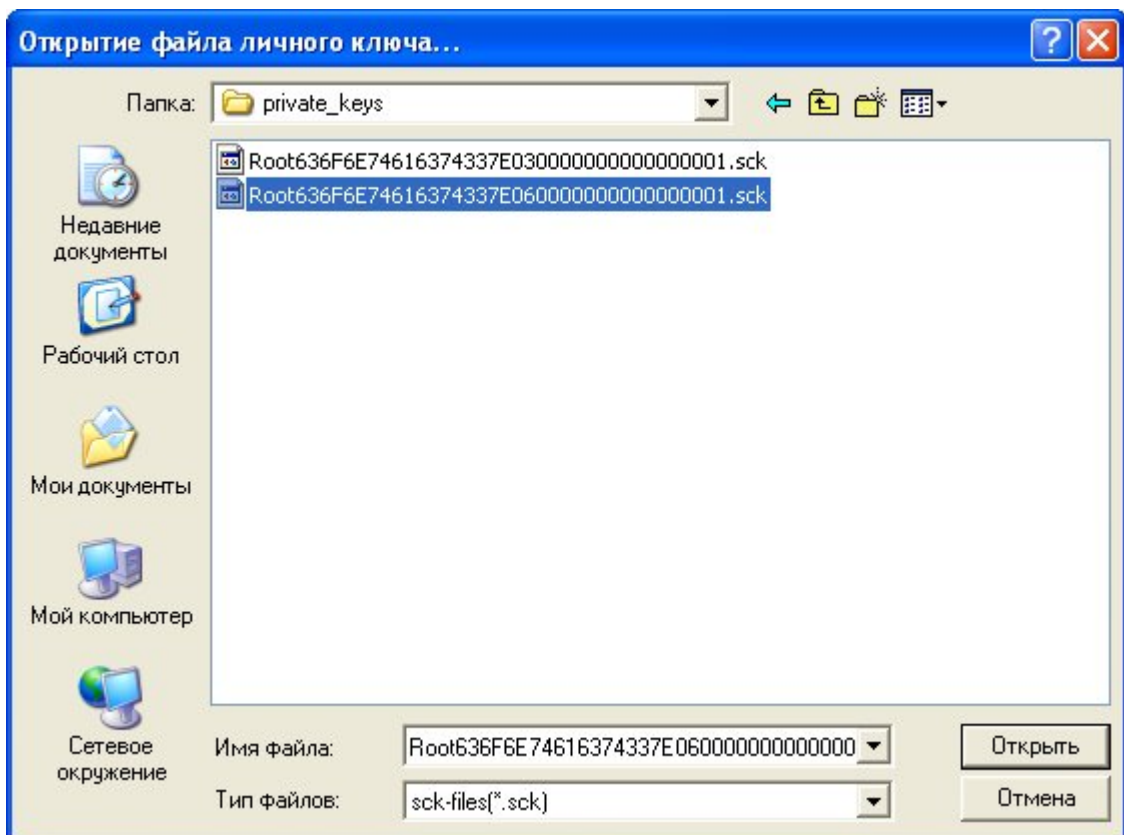 Открытие файла личного ключа...
Папка: private_keys
Root636F6E74616374337E030000000000000001.sck
Root636F6E74616374337E060000000000000001.sck
Недавние
документы
Рабочий стол
Мои документы
Мой компьютер
Сетевое
окружение
Имя файла: Root636F6E74616374337E060000000000000 Открыть
Тип файлов: sck-files(*.sck) Отмена